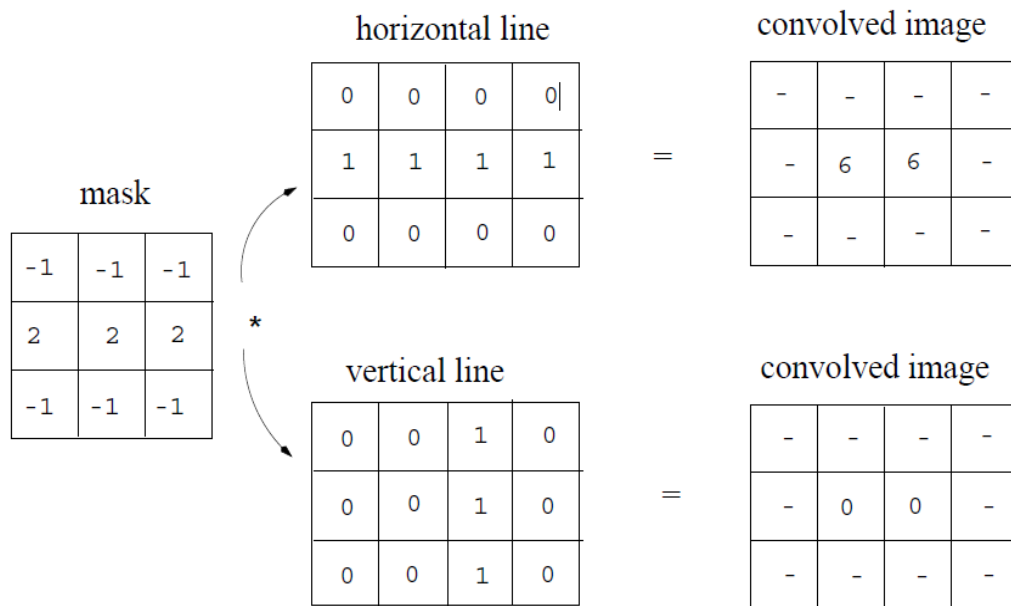 horizontal line
convolved image
0 0 0 0
1 1 1 1
0 0 0 0
=
- - - -
- 6 6 -
- - - -
mask
-1 -1 -1
2 2 2
-1 -1 -1
*
vertical line
convolved image
0 0 1 0
0 0 1 0
0 0 1 0
=
- - - -
- 0 0 -
- - - -